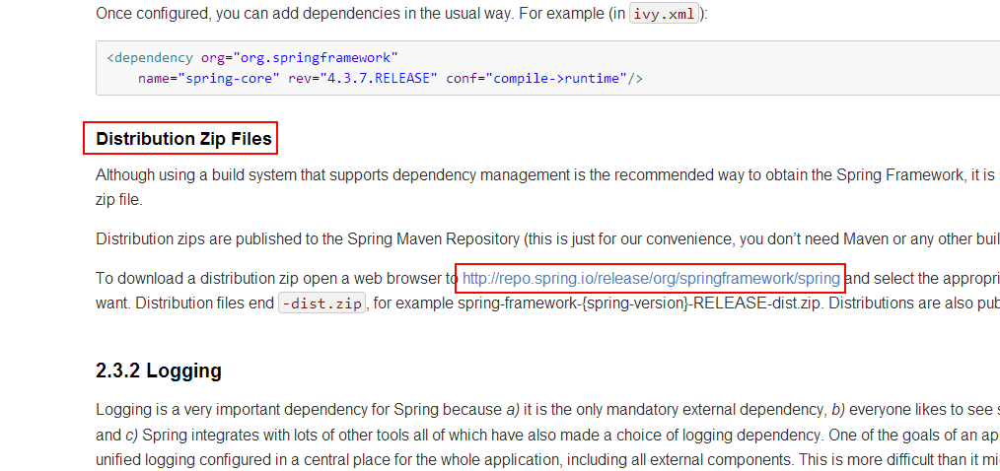 Once configured, you can add dependencies in the usual way. For example (in ivy.xml):
<dependency org="org.springframework"
name="spring-core" rev="4.3.7.RELEASE" conf="compile->runtime"/>
Distribution Zip Files
Although using a build system that supports dependency management is the recommended way to obtain the Spring Framework, it is
zip file.
Distribution zips are published to the Spring Maven Repository (this is just for our convenience, you don’t need Maven or any other buil
To download a distribution zip open a web browser to http://repo.spring.io/release/org/springframework/spring and select the appropri
want. Distribution files end -dist.zip, for example spring-framework-{spring-version}-RELEASE-dist.zip. Distributions are also pub
2.3.2 Logging
Logging is a very important dependency for Spring because a) it is the only mandatory external dependency, b) everyone likes to see
and c) Spring integrates with lots of other tools all of which have also made a choice of logging dependency. One of the goals of an ap
unified logging configured in a central place for the whole application, including all external components. This is more difficult than it mi